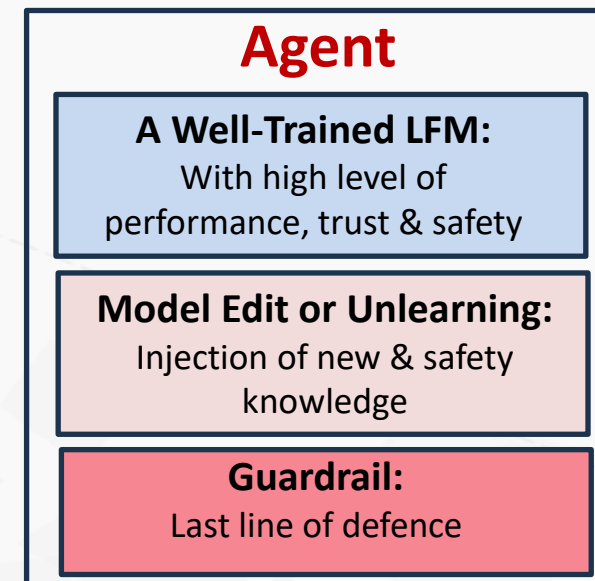 Agent
A Well-Trained LFM:
With high level of
performance, trust & safety
Model Edit or Unlearning:
Injection of new & safety
knowledge
Guardrail:
Last line of defence